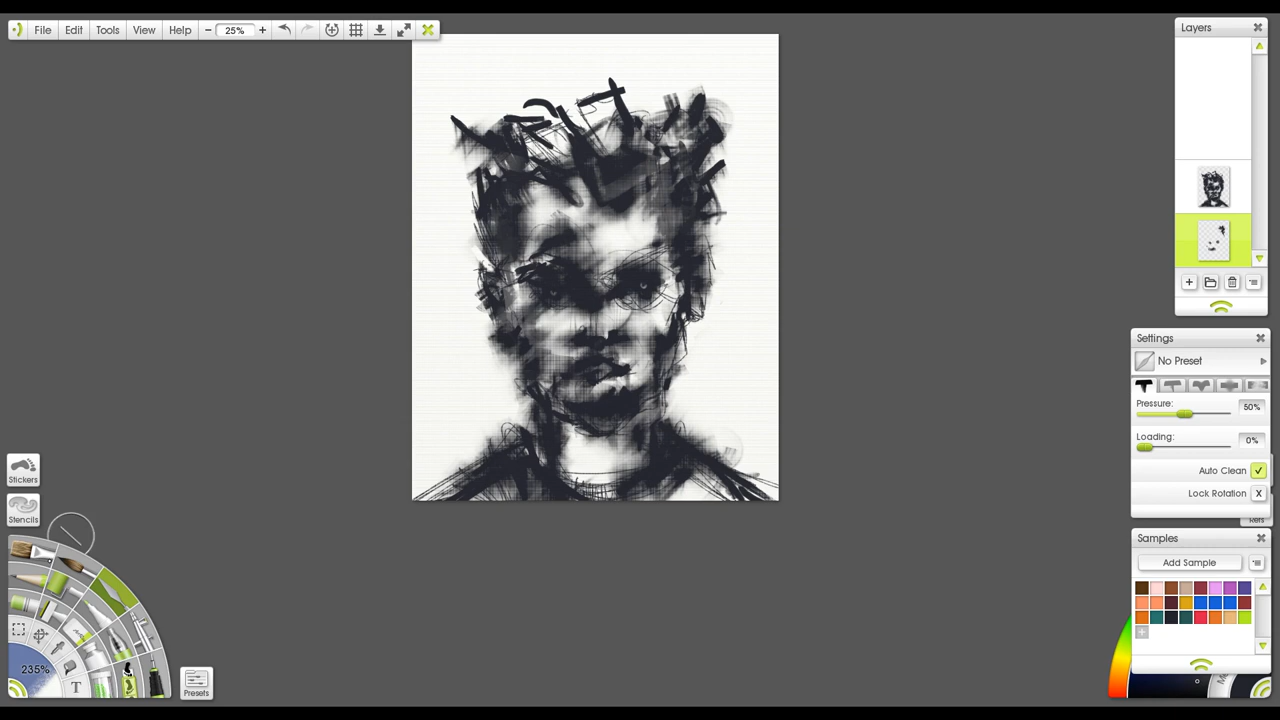 File Edit Tools View Help − 25% +
Layers
Settings
No Preset
Pressure:
50%
Loading:
0%
Auto Clean
Lock Rotation X
Refs
Samples
Add Sample
Stickers
Stencils
235%
T
Presets